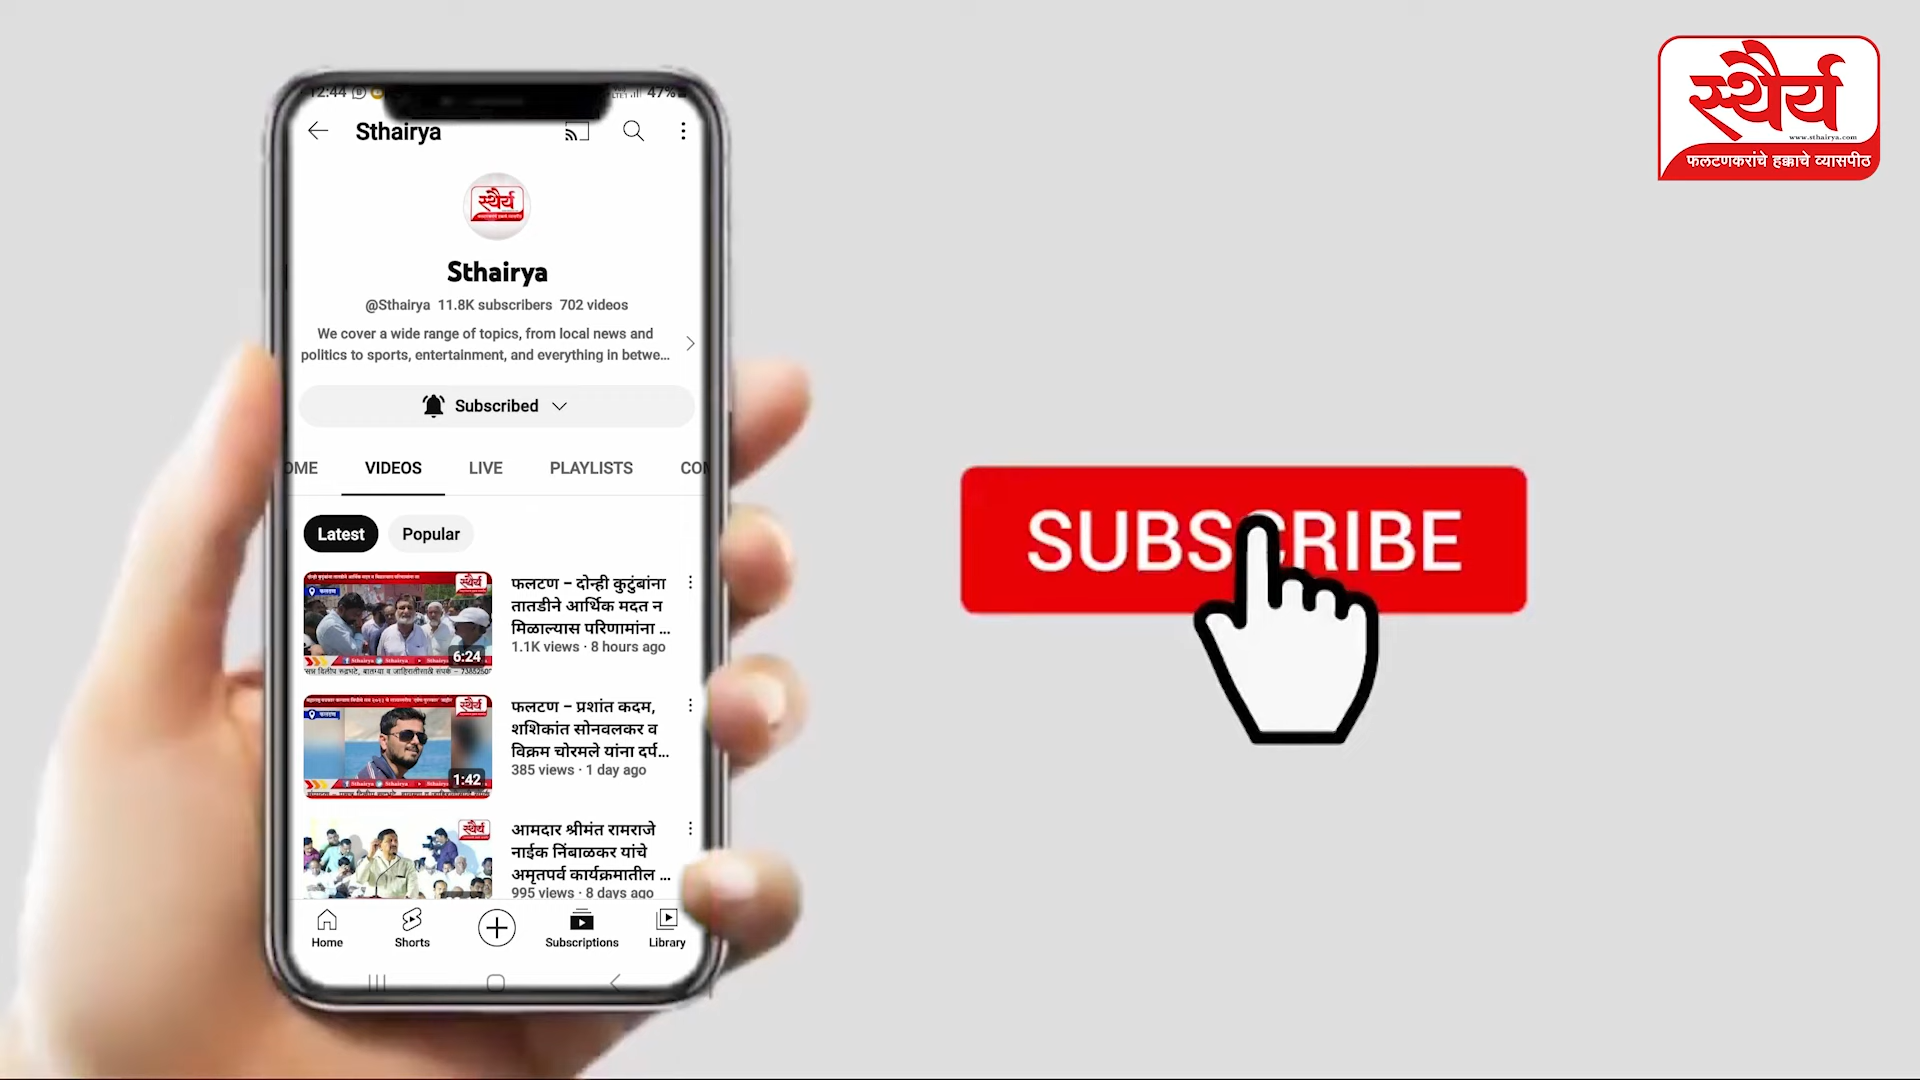 12:44
47%
Sthairya
स्थैर्य
Sthairya
@Sthairya 11.8K subscribers 702 videos
We cover a wide range of topics, from local news and
politics to sports, entertainment, and everything in betwe...
Subscribed
OME VIDEOS LIVE PLAYLISTS CO
Latest Popular
फलटण – दोन्ही कुटुंबांना
तातडीने आर्थिक मदत न
मिळाल्यास परिणामांना ...
1.1K views · 8 hours ago
स्थैर्य
6:24
फलटण – प्रशांत कदम,
शशिकांत सोनवलकर व
विक्रम चोरमले यांना दर्प...
385 views · 1 day ago
स्थैर्य
1:42
आमदार श्रीमंत रामराजे
नाईक निंबाळकर यांचे
अमृतपर्व कार्यक्रमातील ...
995 views · 8 days ago
स्थैर्य
Home Shorts Subscriptions Library
SUBSCRIBE
स्थैर्य
www.sthairya.com
फलटणकरांचे हक्काचे व्यासपीठ